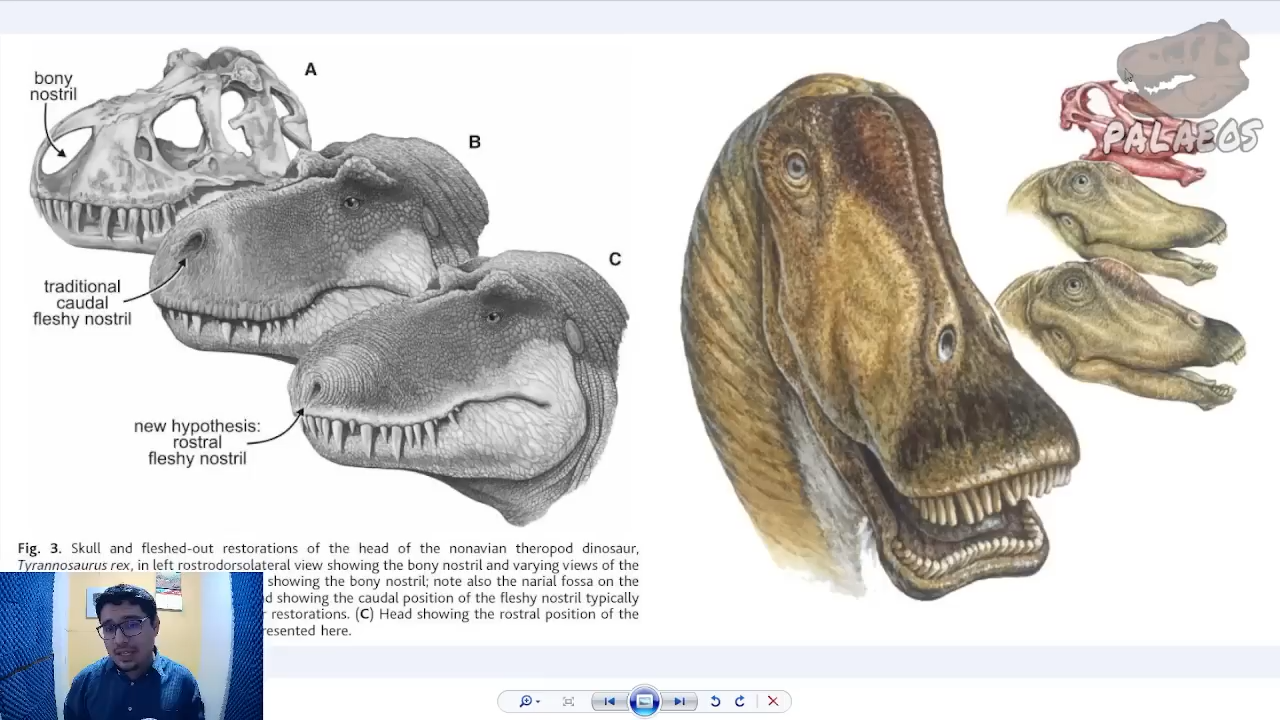 bony
nostril
A
B
traditional
caudal
fleshy nostril
C
new hypothesis:
rostral
fleshy nostril
Fig. 3. Skull and fleshed-out restorations of the head of the nonavian theropod dinosaur,
Tyrannosaurus rex, in left rostrodorsolateral view showing the bony nostril and varying views of the
showing the bony nostril; note also the narial fossa on the
showing the caudal position of the fleshy nostril typically
restorations. (C) Head showing the rostral position of the
here.
PALAEOS